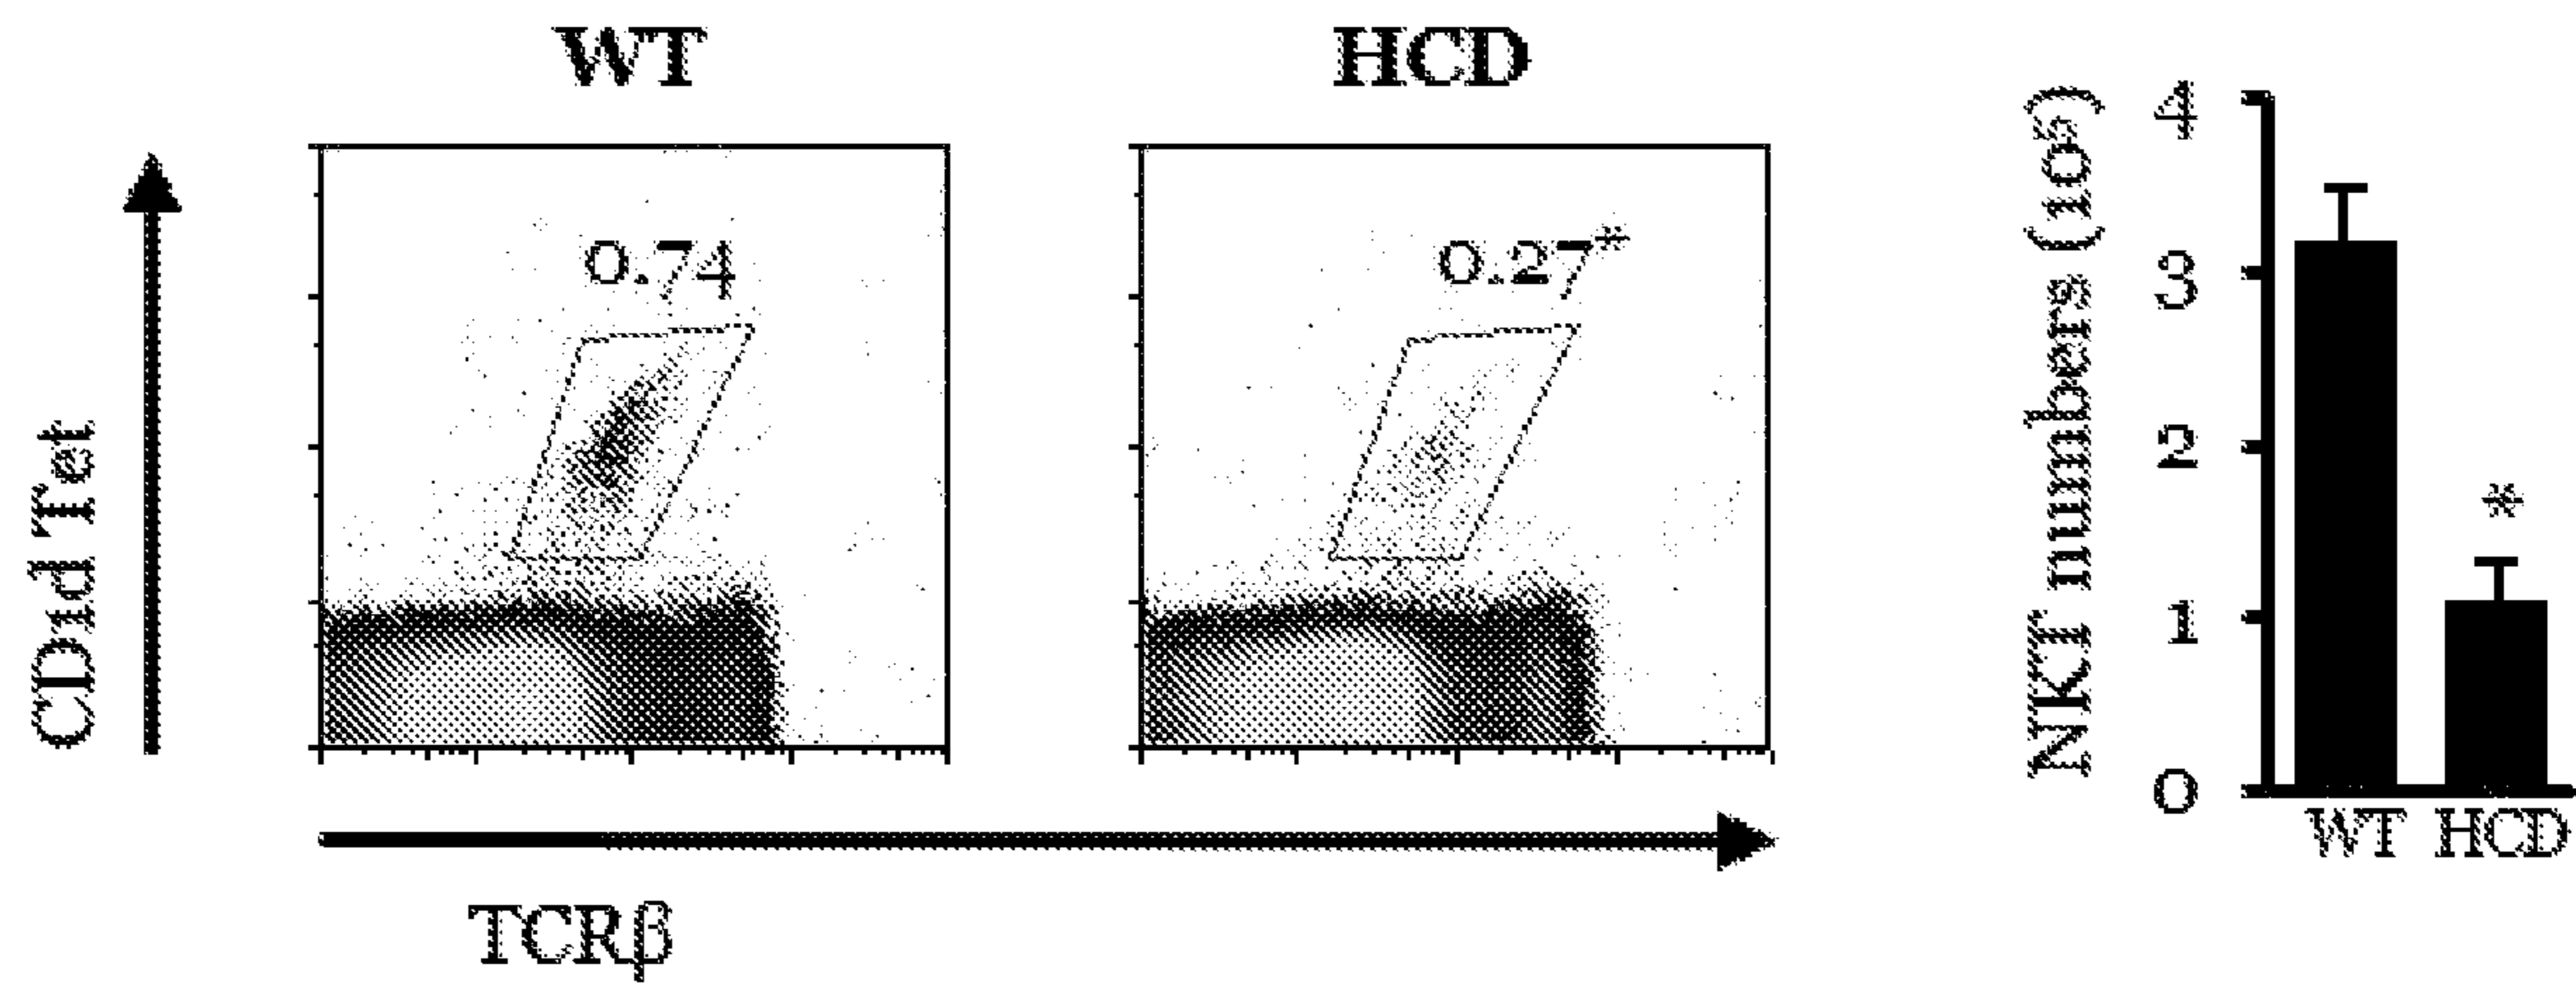 WT
HCD
CD1d Tet
0.74
0.27*
TCRβ
NKT numbers (10⁵)
4
3
2
1
0
*
WT HCD